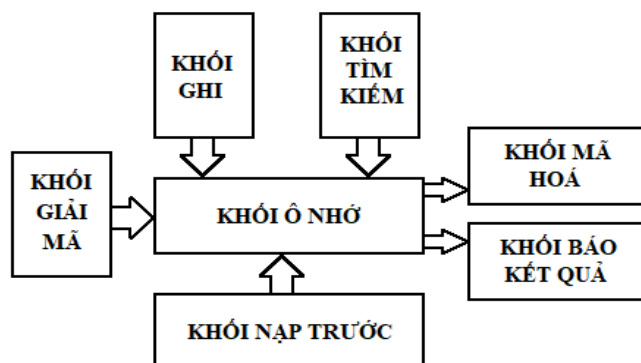 KHỐI
GHI
KHỐI
TÌM
KIẾM
KHỐI
GIẢI
MÃ
KHỐI Ô NHỚ
KHỐI MÃ
HOÁ
KHỐI BÁO
KẾT QUẢ
KHỐI NẠP TRƯỚC